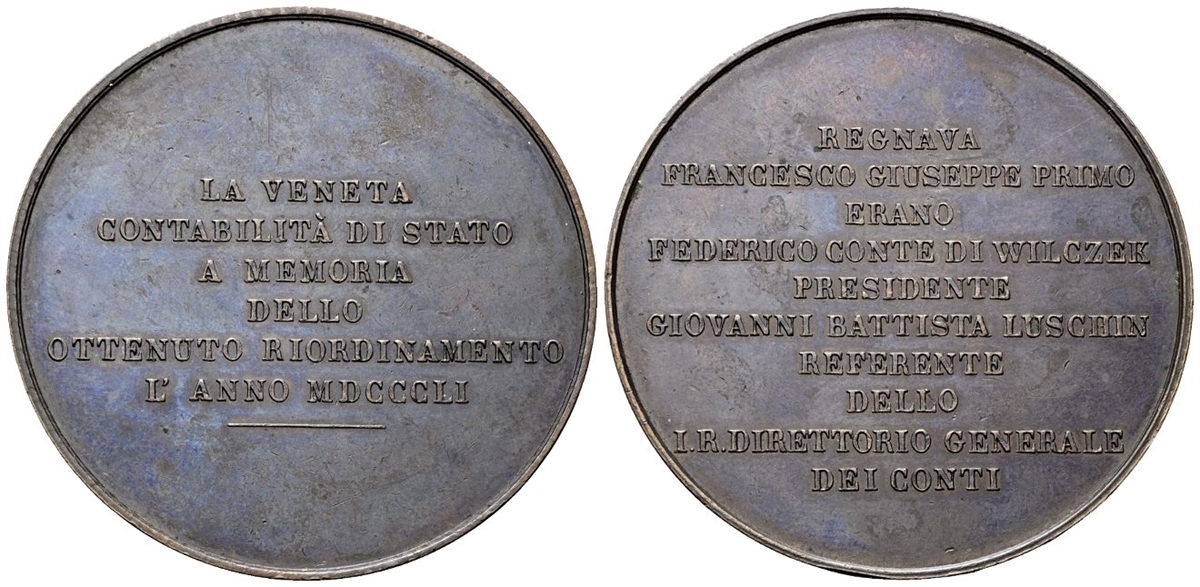 LA VENETA
CONTABILITÀ DI STATO
A MEMORIA
DELLO
OTTENUTO RIORDINAMENTO
L' ANNO MDCCCLI
REGNAVA
FRANCESCO GIUSEPPE PRIMO
ERANO
FEDERICO CONTE DI WILCZEK
PRESIDENTE
GIOVANNI BATTISTA LUSCHIN
REFERENTE
DELLO
I.R.DIRETTORIO GENERALE
DEI CONTI